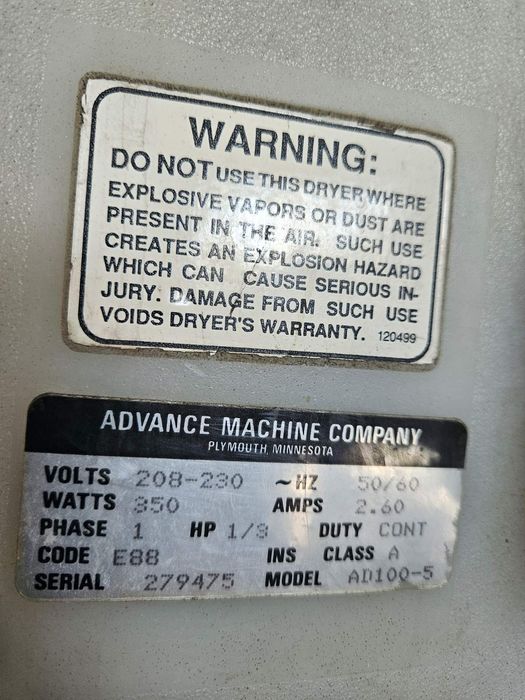 WARNING:
DO NOT USE THIS DRYER WHERE
EXPLOSIVE VAPORS OR DUST ARE
PRESENT IN THE AIR. SUCH USE
CREATES AN EXPLOSION HAZARD
WHICH CAN CAUSE SERIOUS IN-
JURY. DAMAGE FROM SUCH USE
VOIDS DRYER'S WARRANTY. 120499
ADVANCE MACHINE COMPANY
PLYMOUTH, MINNESOTA
VOLTS 208-230 ~HZ 50/60
WATTS 350 AMPS 2.60
PHASE 1 HP 1/3 DUTY CONT
CODE E88 INS CLASS A
SERIAL 279475 MODEL AD100-5